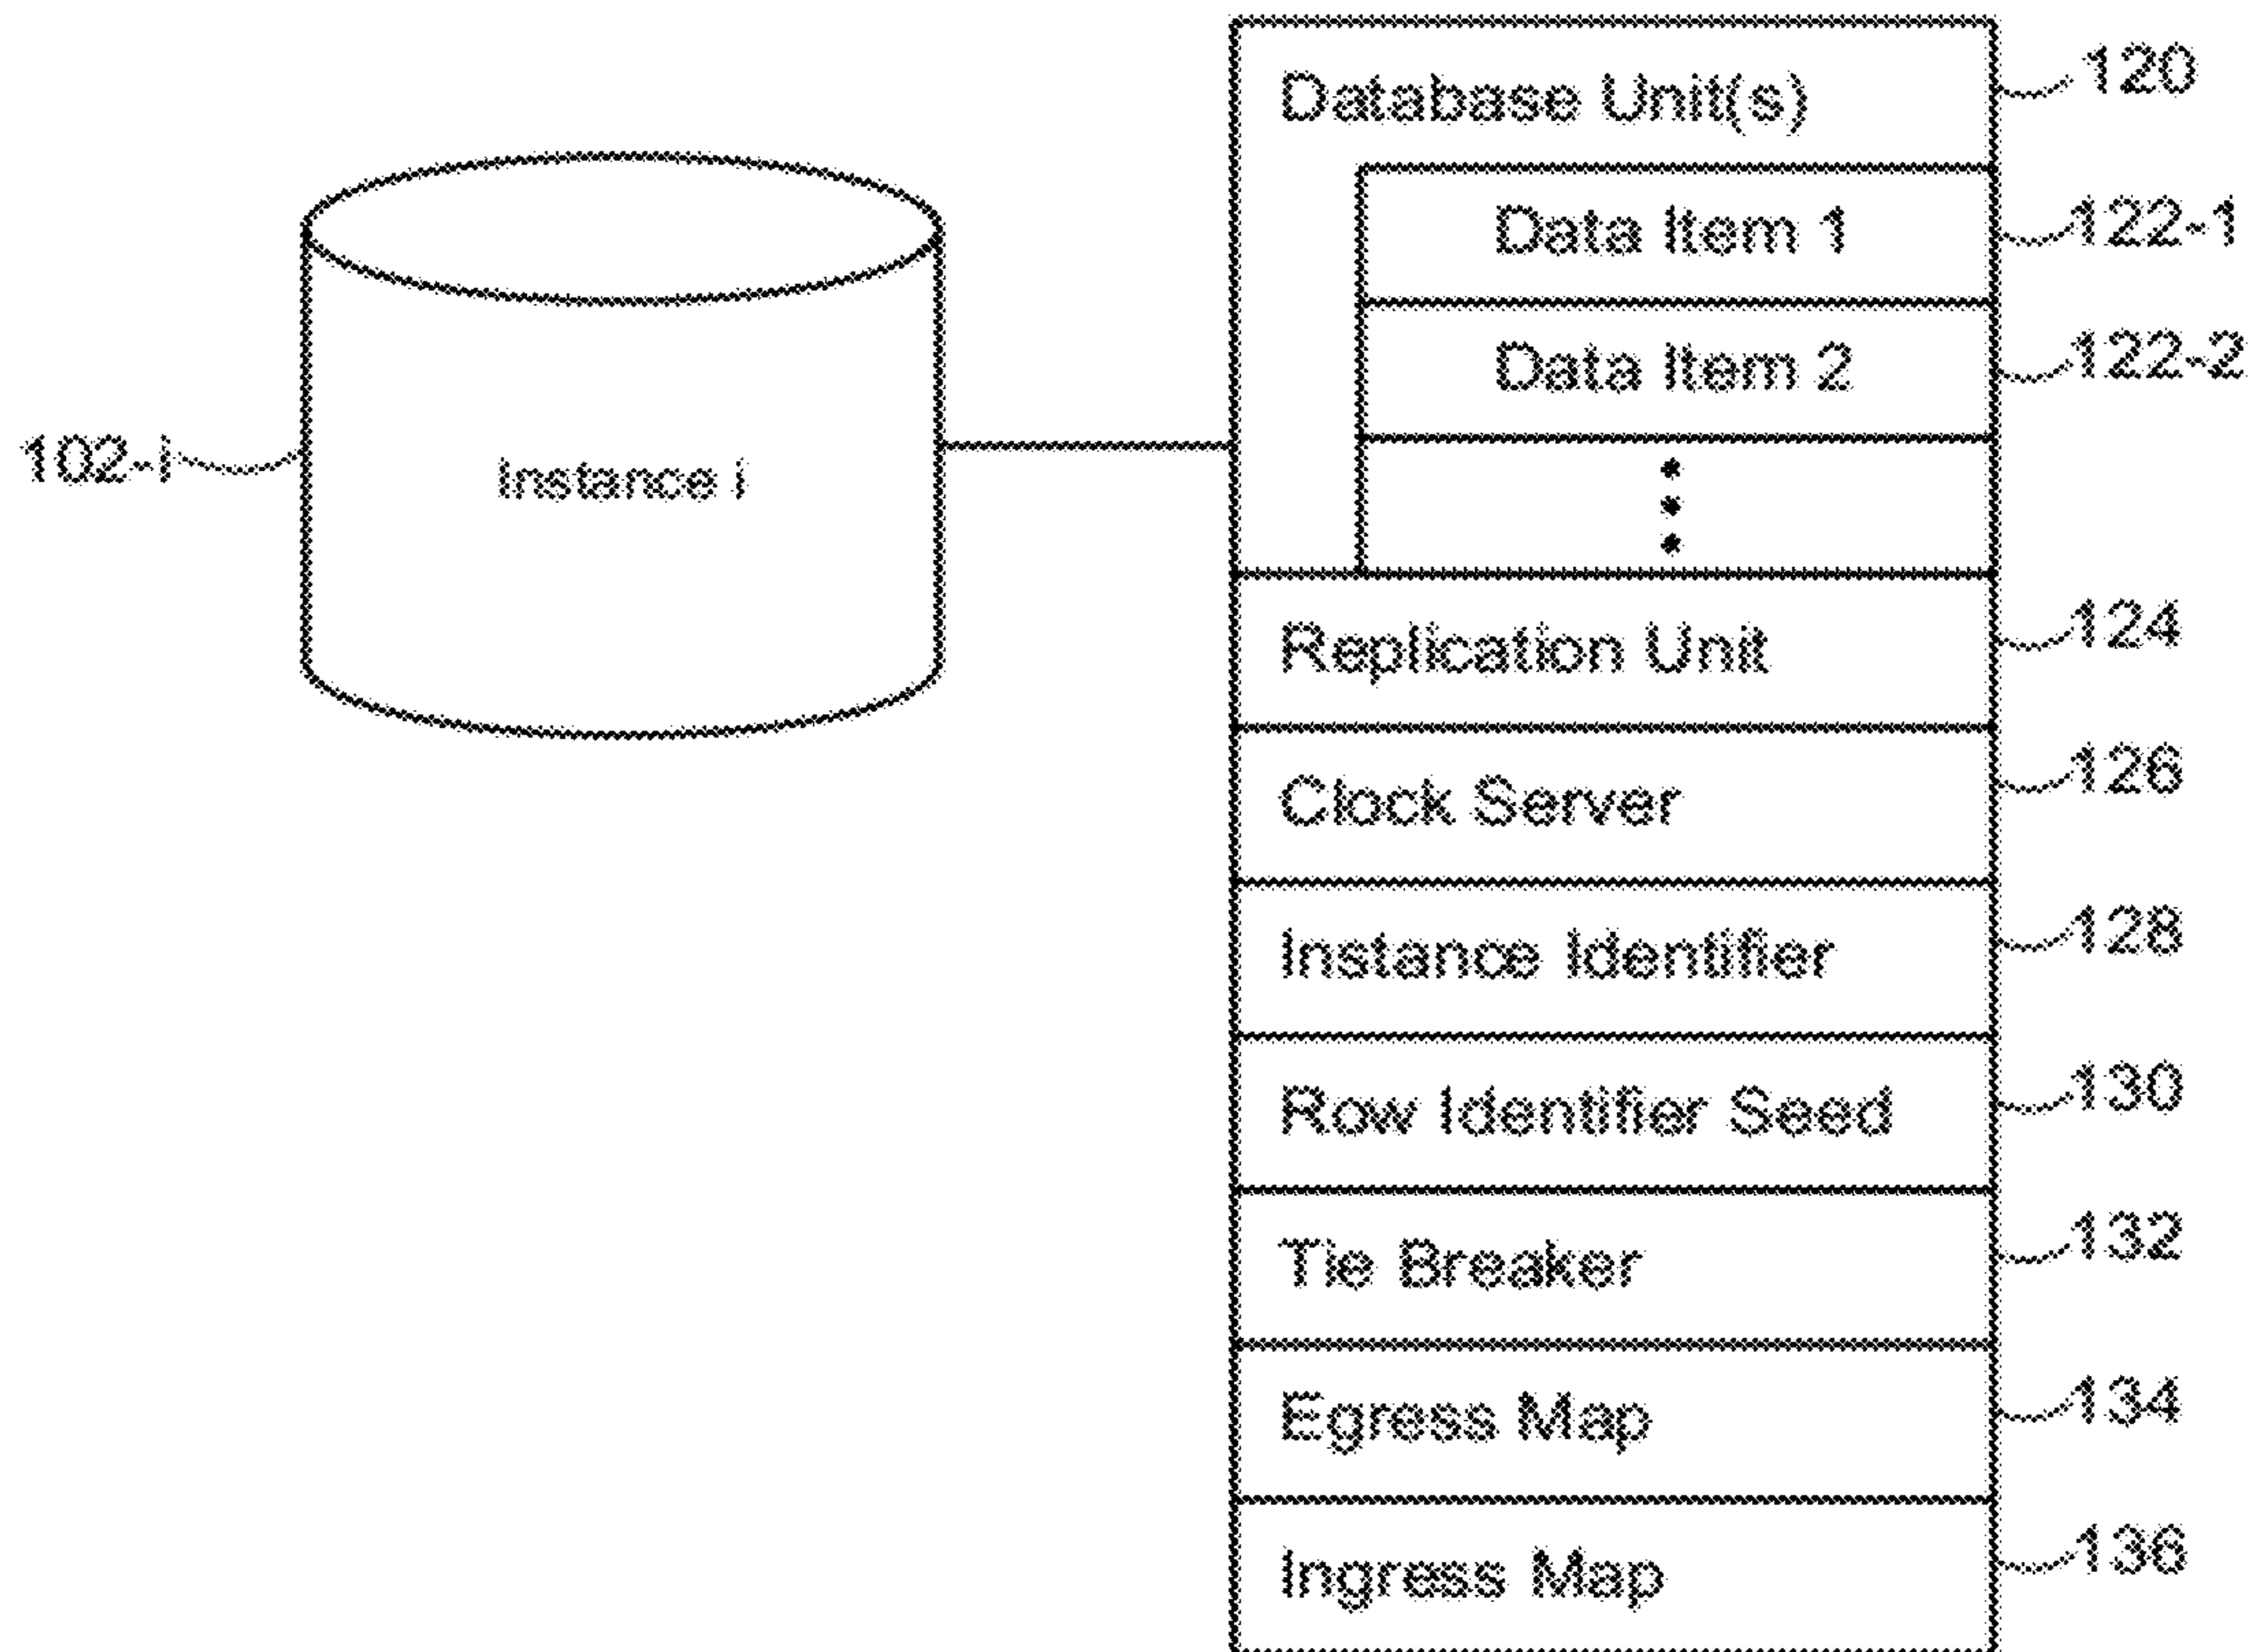 Database Unit(s) 120
Data Item 1 122-1
Data Item 2 122-2
102-i Instance i
Replication Unit 124
Clock Server 126
Instance Identifier 128
Row Identifier Seed 130
Tie Breaker 132
Egress Map 134
Ingress Map 136